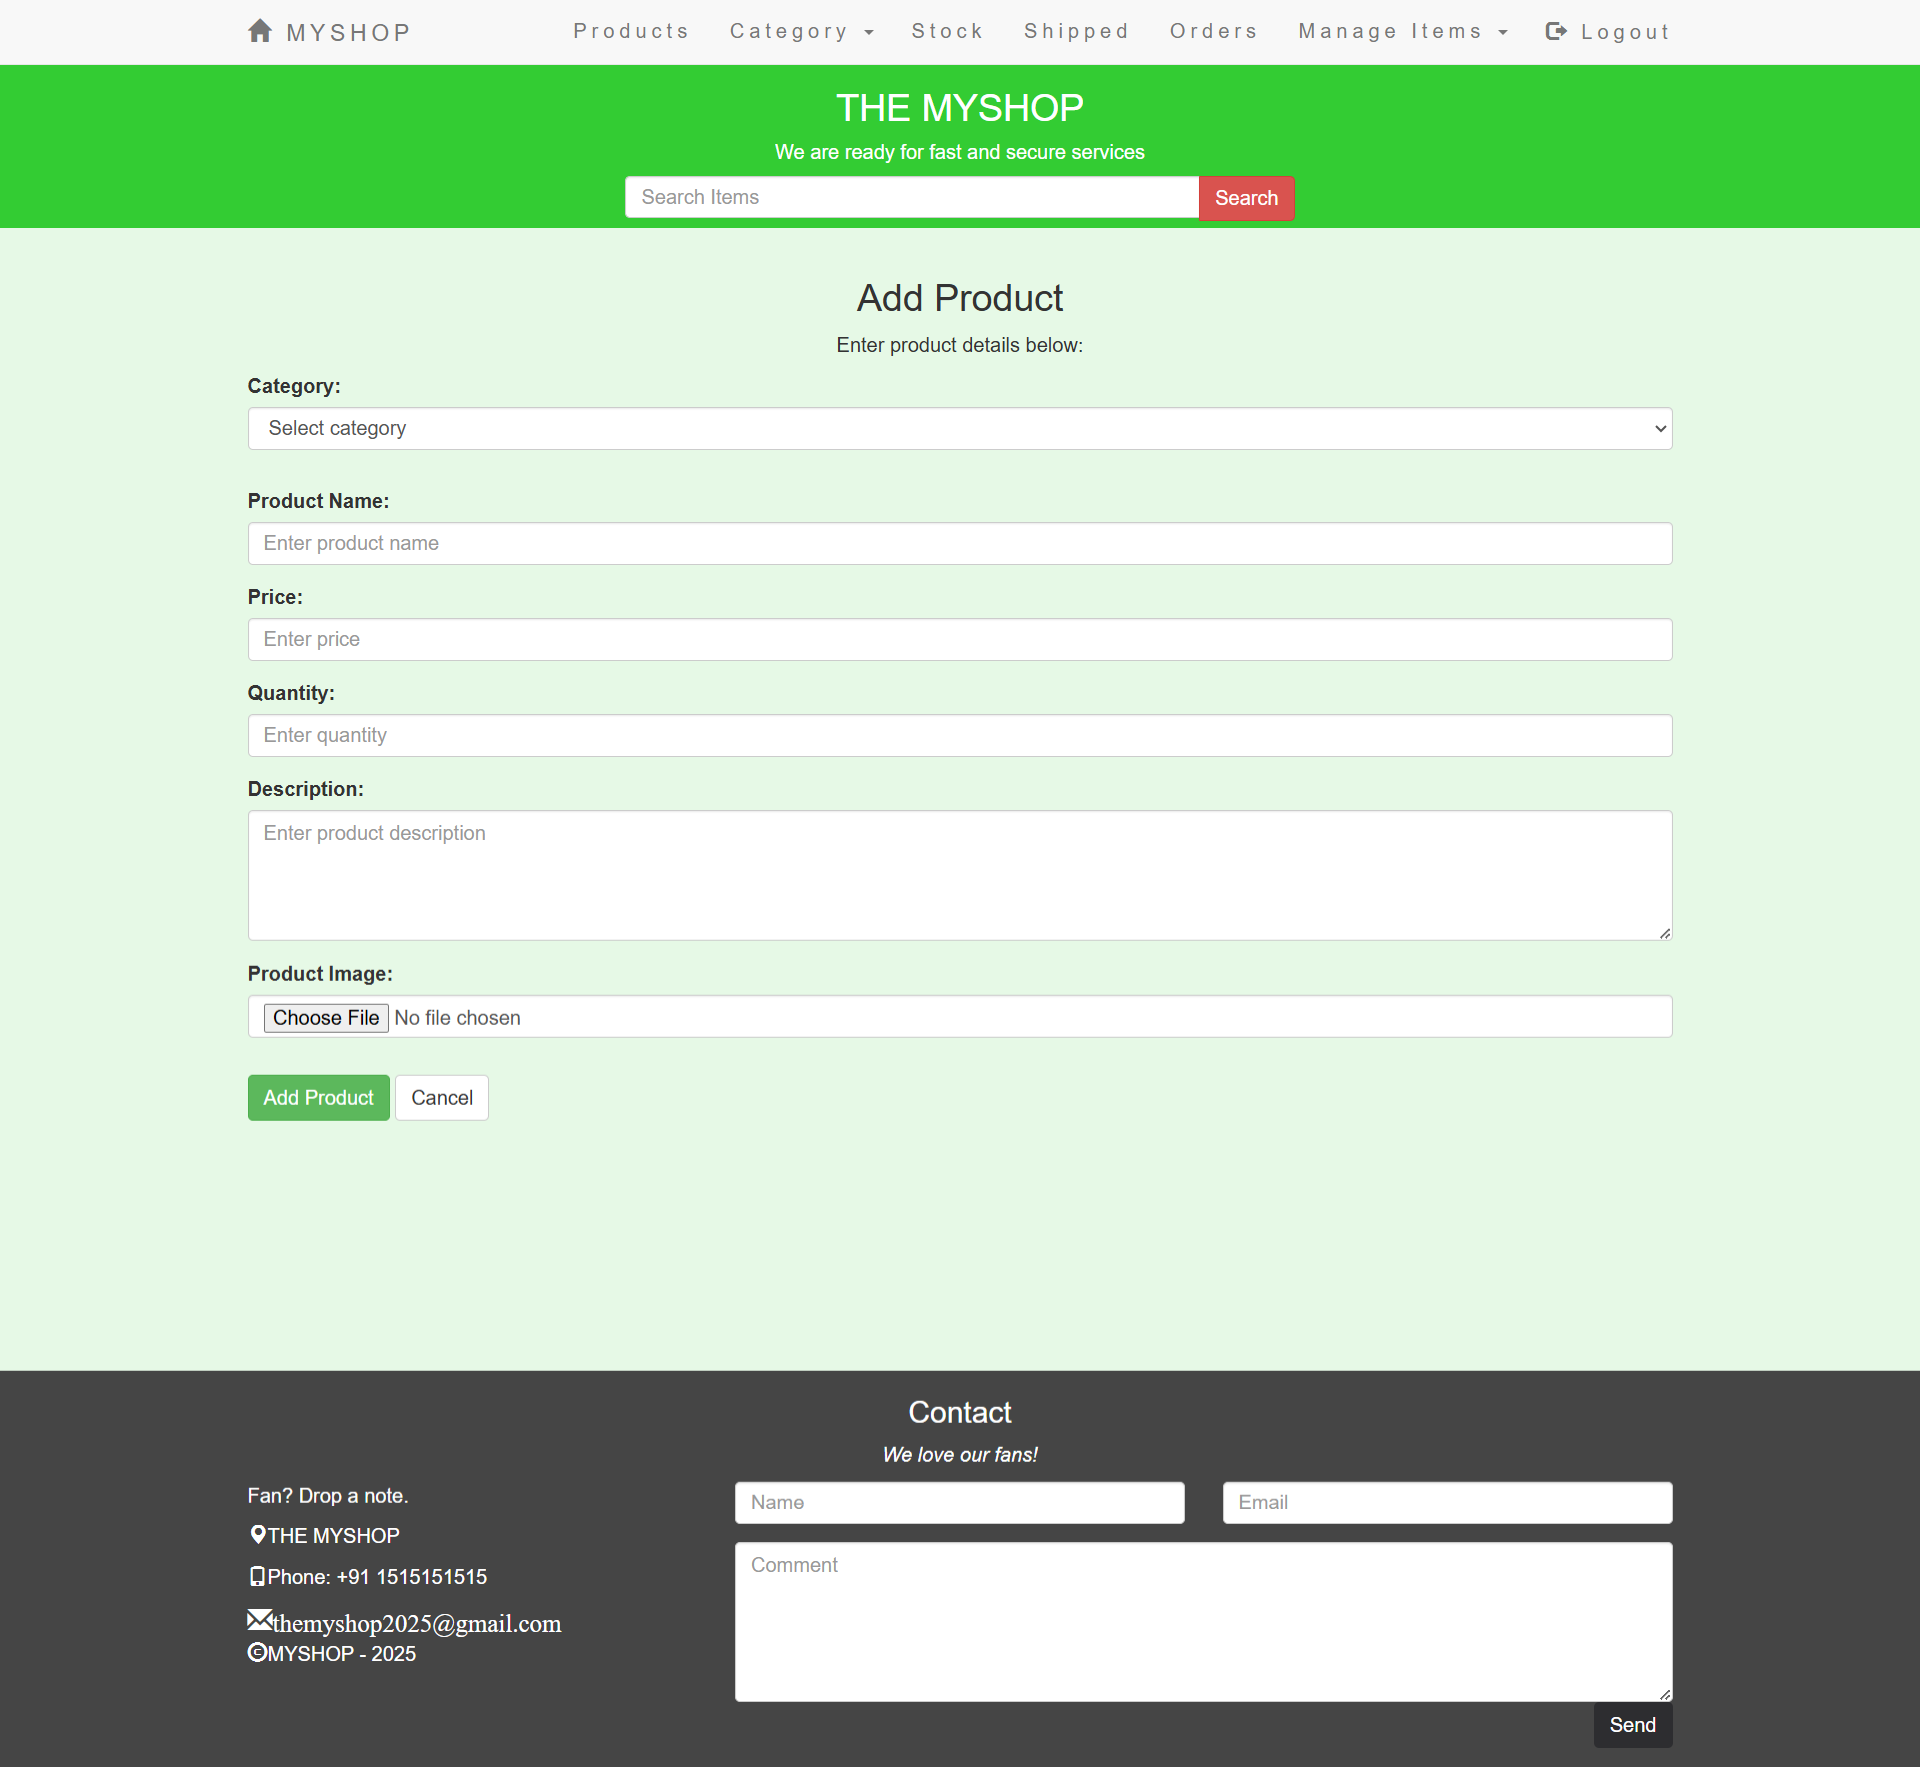 MYSHOP Products Category Stock Shipped Orders Manage Items Logout
THE MYSHOP
We are ready for fast and secure services
Search Items Search
Add Product
Enter product details below:
Category:
Select category
Product Name:
Enter product name
Price:
Enter price
Quantity:
Enter quantity
Description:
Enter product description
Product Image:
Choose File No file chosen
Add Product Cancel
Contact
We love our fans!
Fan? Drop a note.
THE MYSHOP
Phone: +91 1515151515
themyshop2025@gmail.com
©MYSHOP - 2025
Name Email
Comment
Send